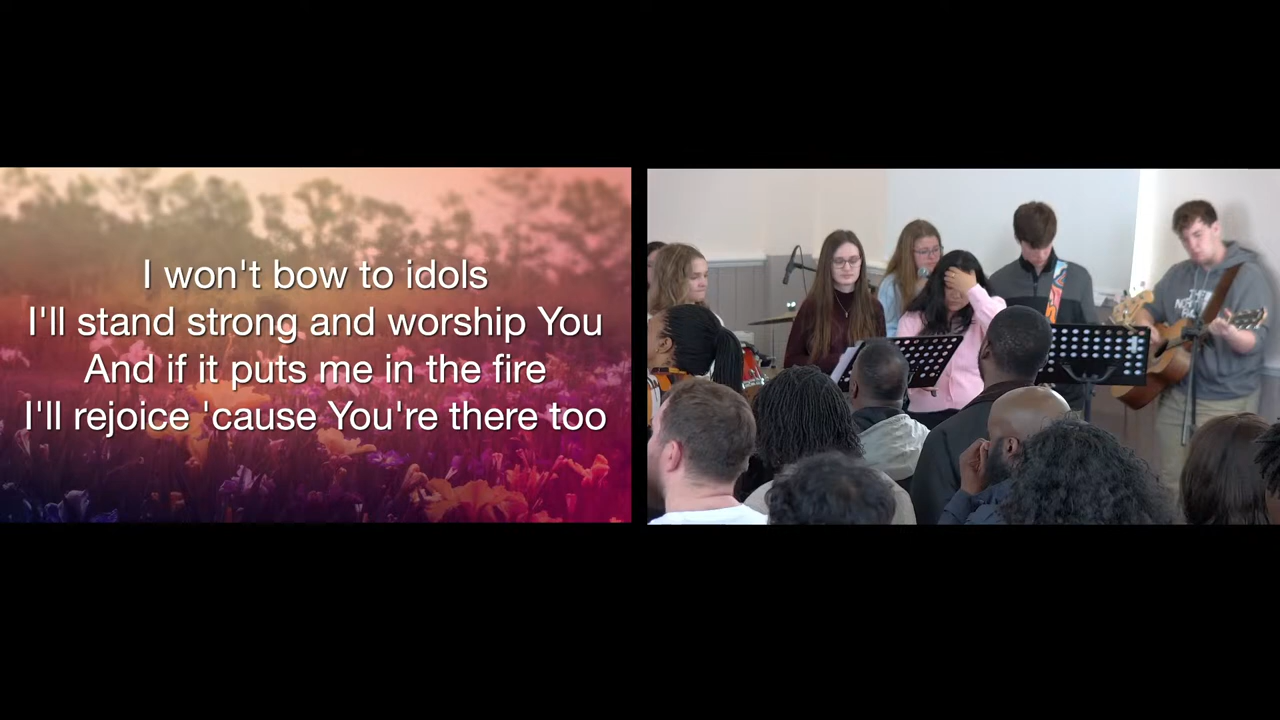 I won't bow to idols
I'll stand strong and worship You
And if it puts me in the fire
I'll rejoice 'cause You're there too